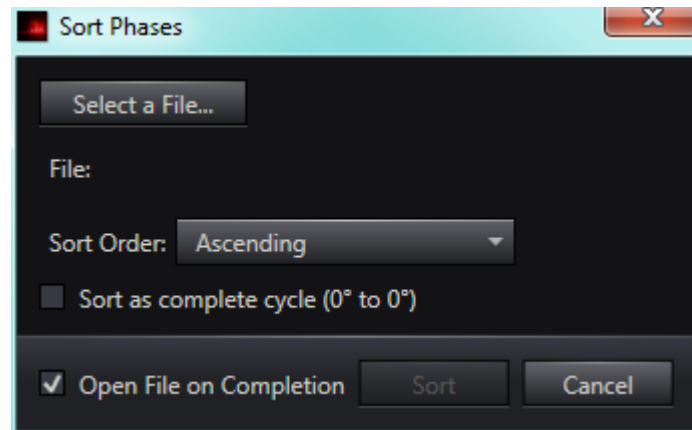 Sort Phases
Select a File...
File:
Sort Order: Ascending
Sort as complete cycle (0° to 0°)
Open File on Completion Sort Cancel